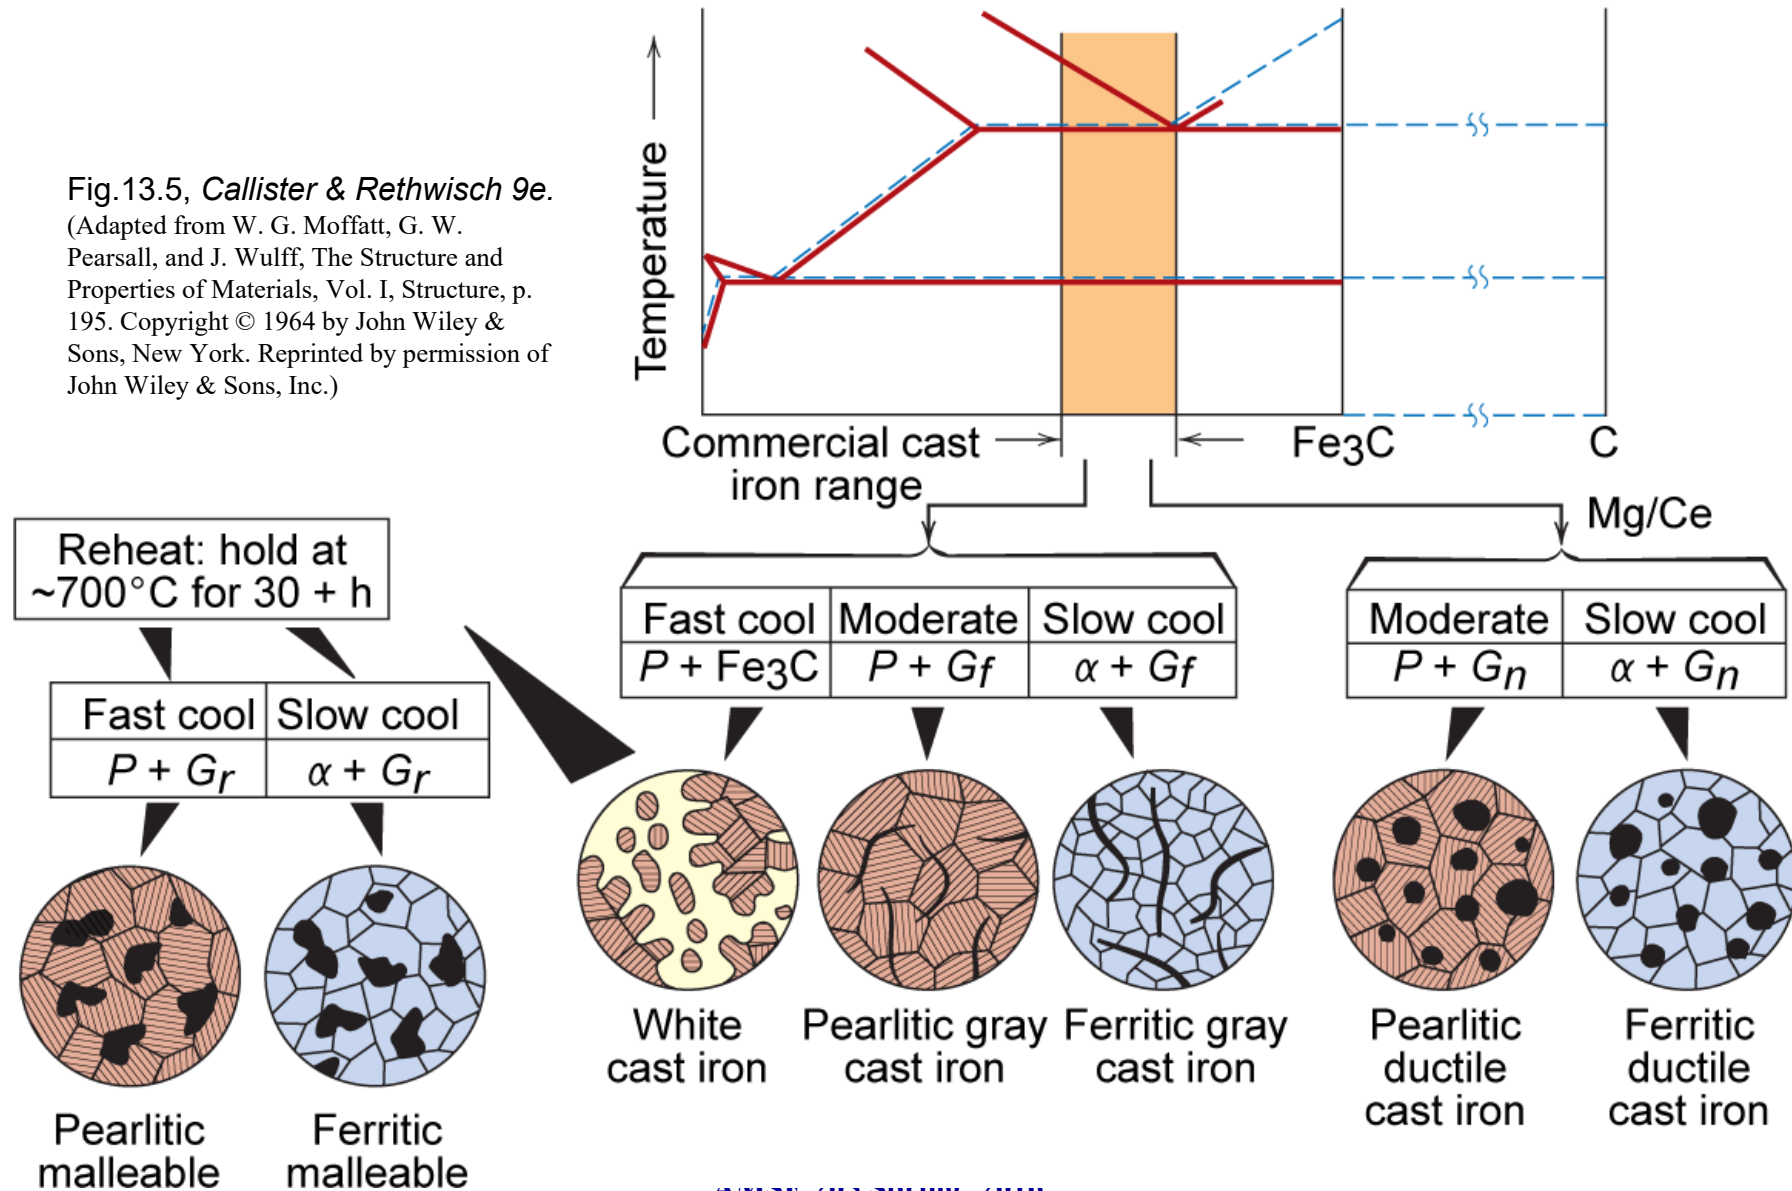 Fig.13.5, Callister & Rethwisch 9e.
(Adapted from W. G. Moffatt, G. W.
Pearsall, and J. Wulff, The Structure and
Properties of Materials, Vol. I, Structure, p.
195. Copyright © 1964 by John Wiley &
Sons, New York. Reprinted by permission of
John Wiley & Sons, Inc.)
Temperature
Commercial cast
iron range
Fe3C
C
Mg/Ce
Reheat: hold at
~700°C for 30 + h
Fast cool
Moderate
Slow cool
P + Fe3C
P + Gf
α + Gf
Moderate
Slow cool
P + Gn
α + Gn
Fast cool
Slow cool
P + Gr
α + Gr
White
cast iron
Pearlitic gray
cast iron
Ferritic gray
cast iron
Pearlitic
ductile
cast iron
Ferritic
ductile
cast iron
Pearlitic
malleable
Ferritic
malleable